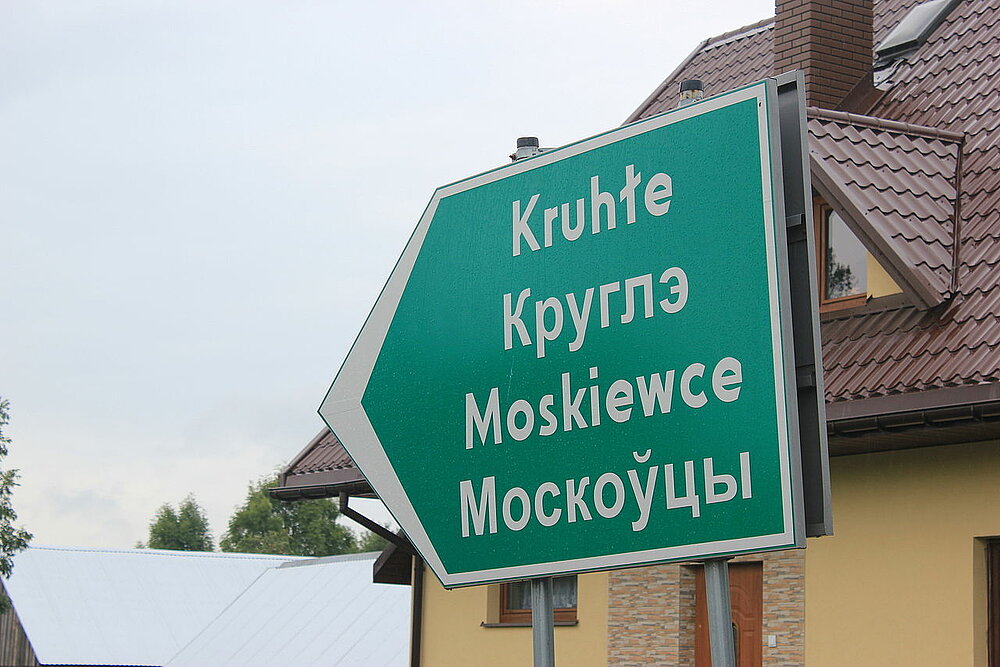 Kruhłe
Круглэ
Moskiewce
Москоўцы